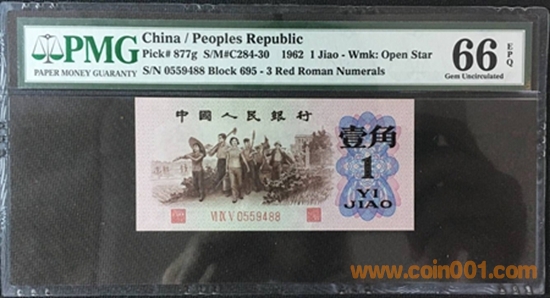 PMG
PAPER MONEY GUARANTY
China / Peoples Republic
Pick# 877g S/M#C284-30 1962 1 Jiao - Wmk: Open Star
S/N 0559488 Block 695 - 3 Red Roman Numerals
66 EPQ
Gem Uncirculated
中國人民銀行
壹角
1
YI
JIAO
VI IX V 0559488
www.coin001.com